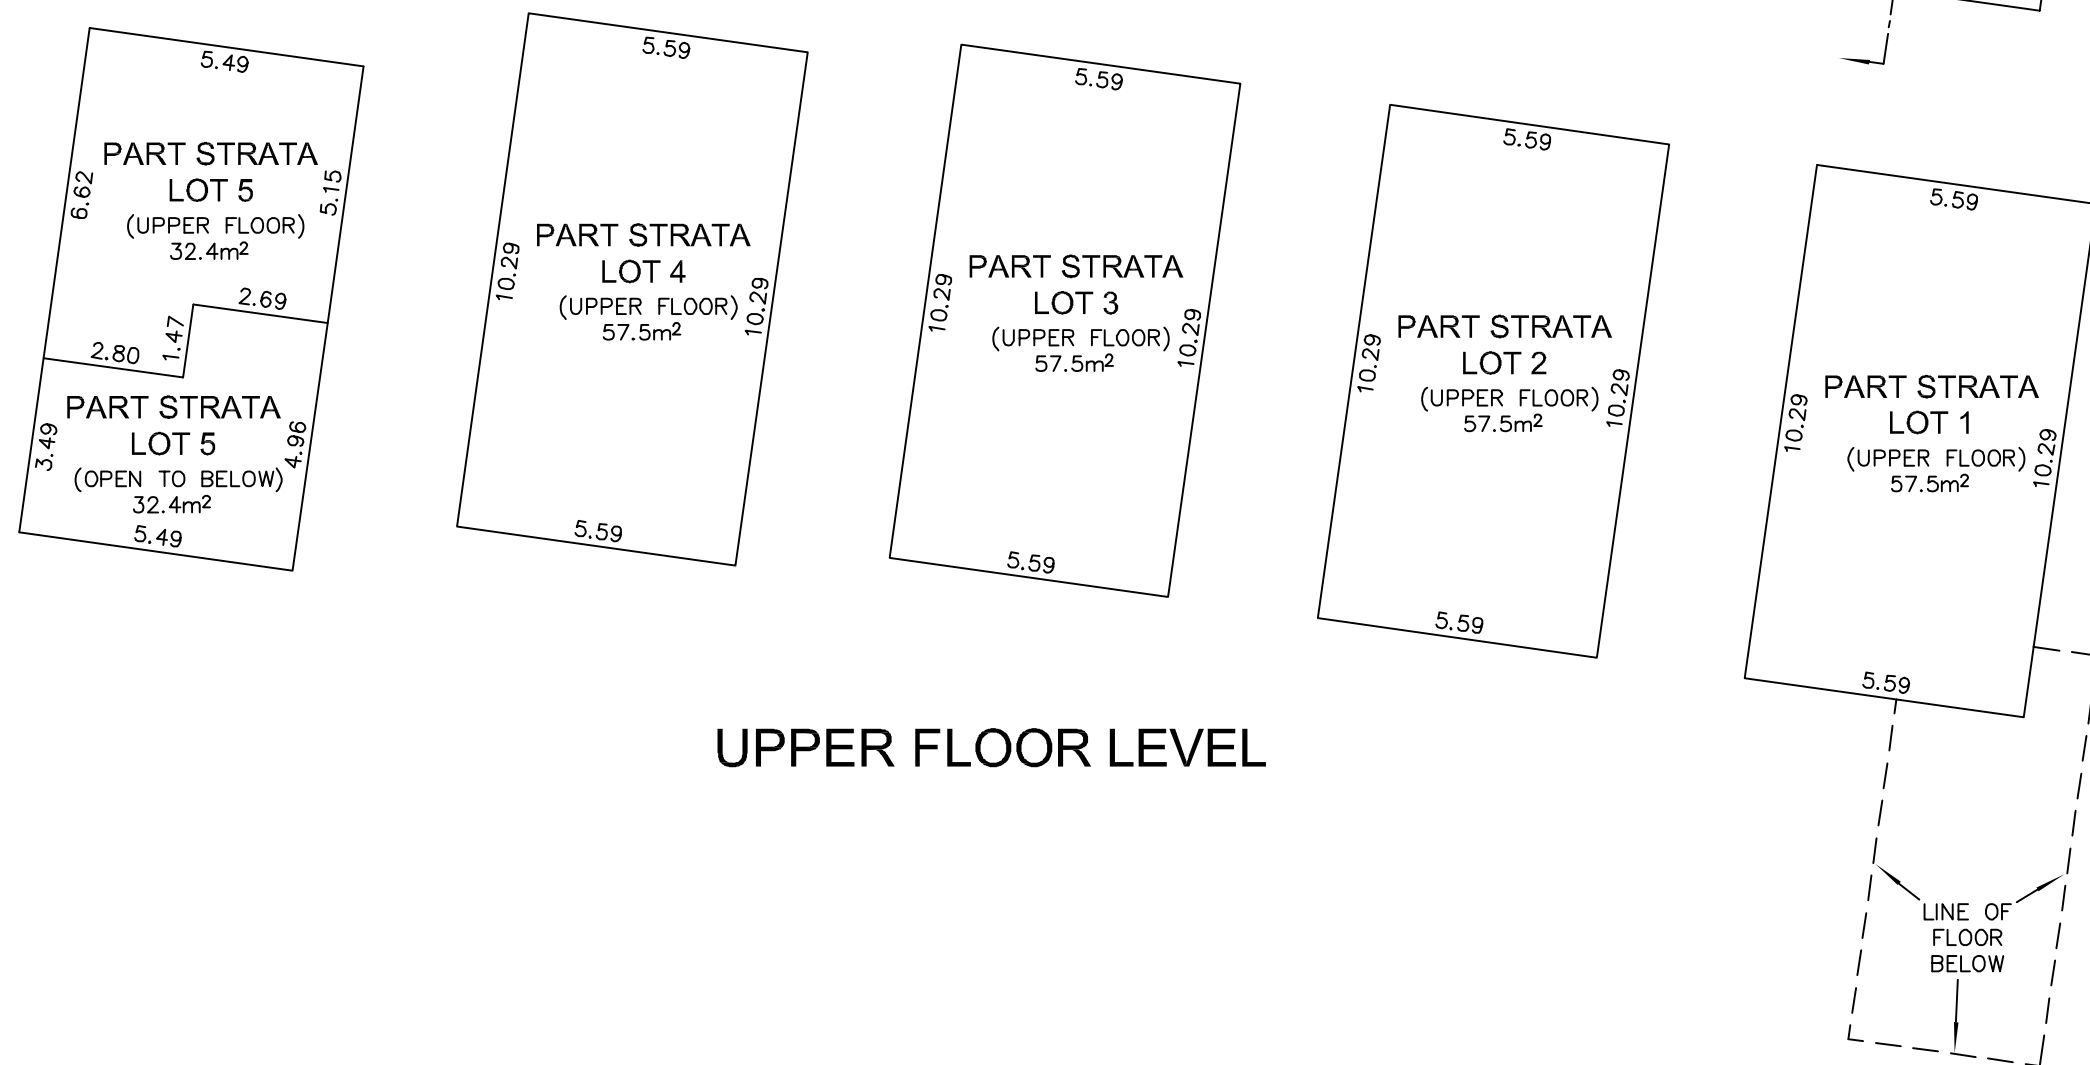 5.49
6.62
PART STRATA
LOT 5
(UPPER FLOOR)
32.4m²
5.15
2.69
1.47
2.80
PART STRATA
LOT 5
(OPEN TO BELOW)
32.4m²
3.49
4.96
5.49
5.59
10.29
PART STRATA
LOT 4
(UPPER FLOOR)
57.5m²
10.29
5.59
5.59
10.29
PART STRATA
LOT 3
(UPPER FLOOR)
57.5m²
10.29
5.59
5.59
10.29
PART STRATA
LOT 2
(UPPER FLOOR)
57.5m²
10.29
5.59
5.59
10.29
PART STRATA
LOT 1
(UPPER FLOOR)
57.5m²
10.29
5.59
UPPER FLOOR LEVEL
LINE OF
FLOOR
BELOW